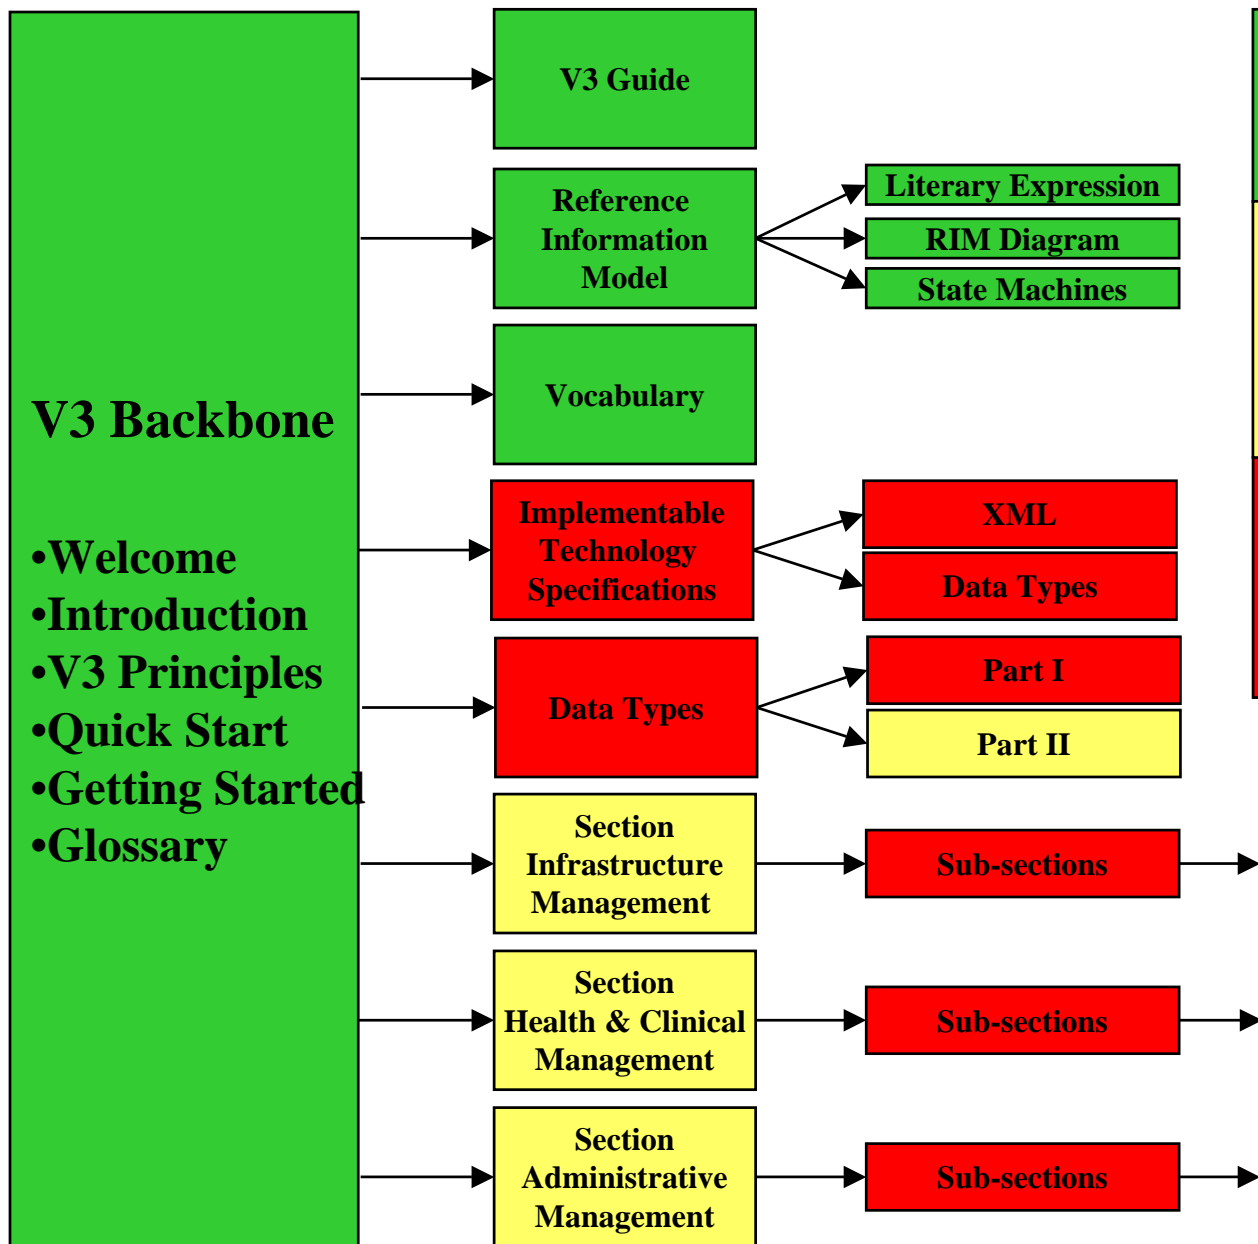 V3 Backbone
•Welcome
•Introduction
•V3 Principles
•Quick Start
•Getting Started
•Glossary
V3 Guide
Reference
Information
Model
Literary Expression
RIM Diagram
State Machines
Vocabulary
Implementable
Technology
Specifications
XML
Data Types
Data Types
Part I
Part II
Section
Infrastructure
Management
Sub-sections
Section
Health & Clinical
Management
Sub-sections
Section
Administrative
Management
Sub-sections